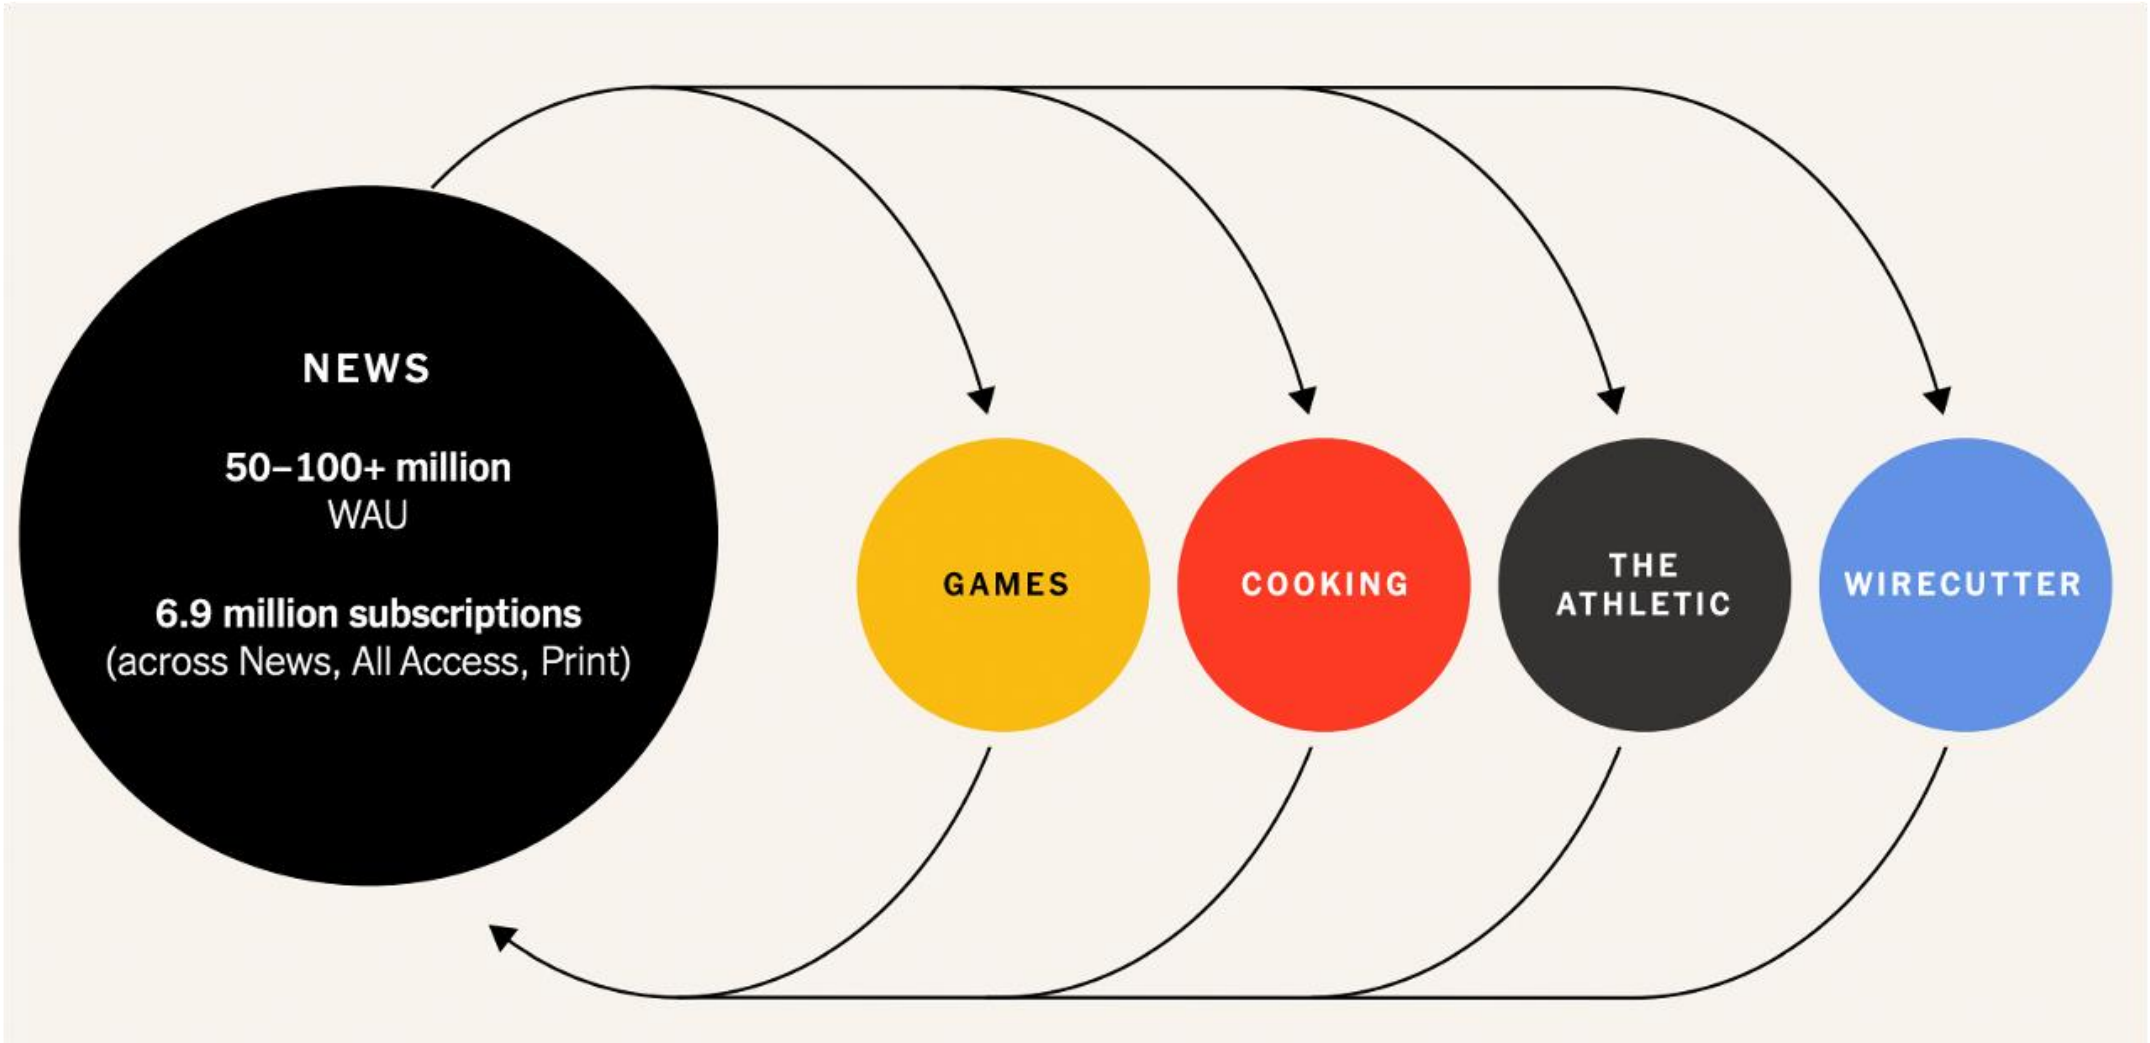 NEWS
50–100+ million
WAU
6.9 million subscriptions
(across News, All Access, Print)
GAMES
COOKING
THE
ATHLETIC
WIRECUTTER